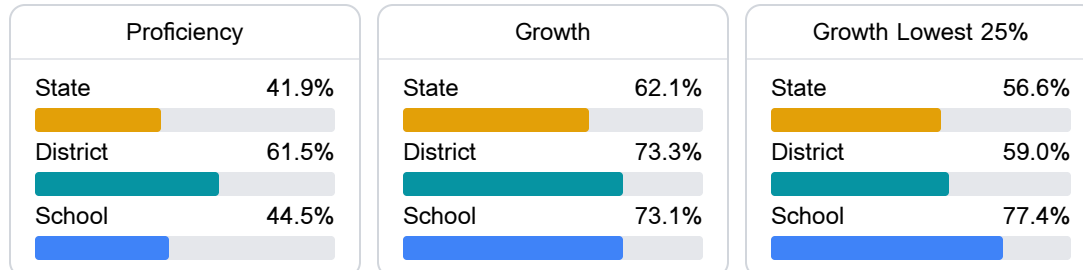 Proficiency
State 41.9%
District 61.5%
School 44.5%
Growth
State 62.1%
District 73.3%
School 73.1%
Growth Lowest 25%
State 56.6%
District 59.0%
School 77.4%